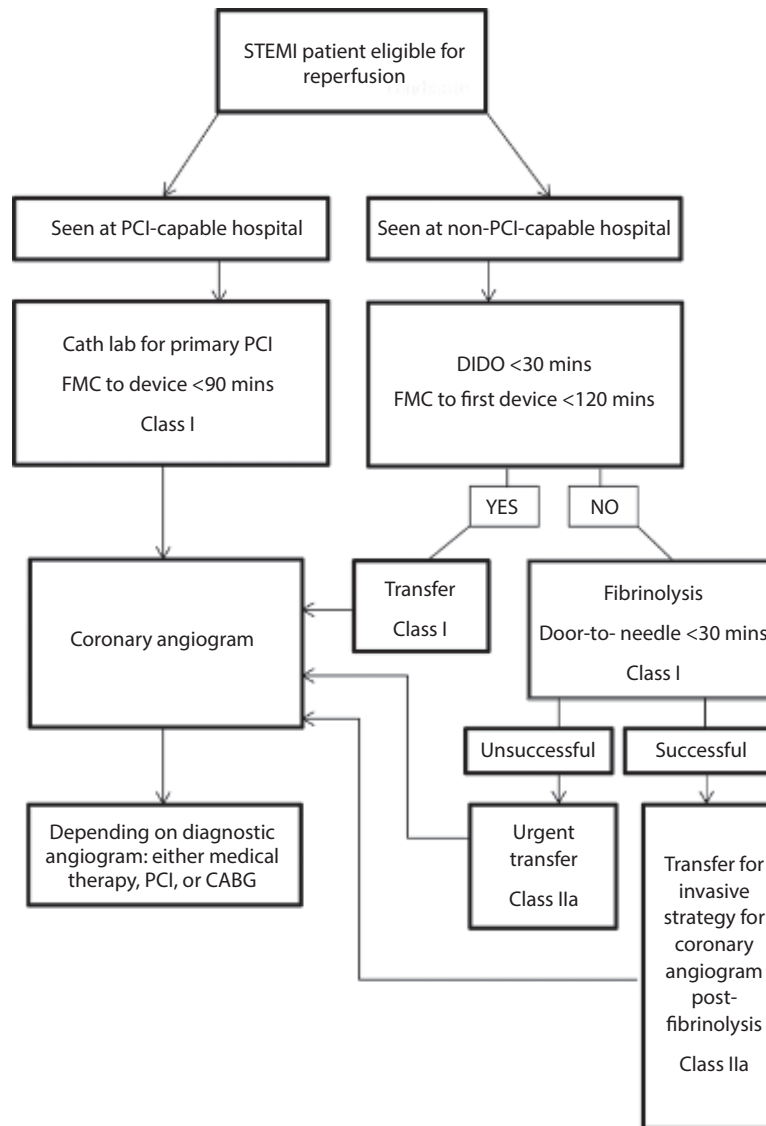 STEMI patient eligible for
reperfusion
Seen at PCI-capable hospital
Seen at non-PCI-capable hospital
Cath lab for primary PCI
FMC to device <90 mins
Class I
DIDO <30 mins
FMC to first device <120 mins
YES
NO
Coronary angiogram
Transfer
Class I
Fibrinolysis
Door-to- needle <30 mins
Class I
Unsuccessful
Successful
Depending on diagnostic
angiogram: either medical
therapy, PCI, or CABG
Urgent
transfer
Class IIa
Transfer for
invasive
strategy for
coronary
angiogram
post-
fibrinolysis
Class IIa